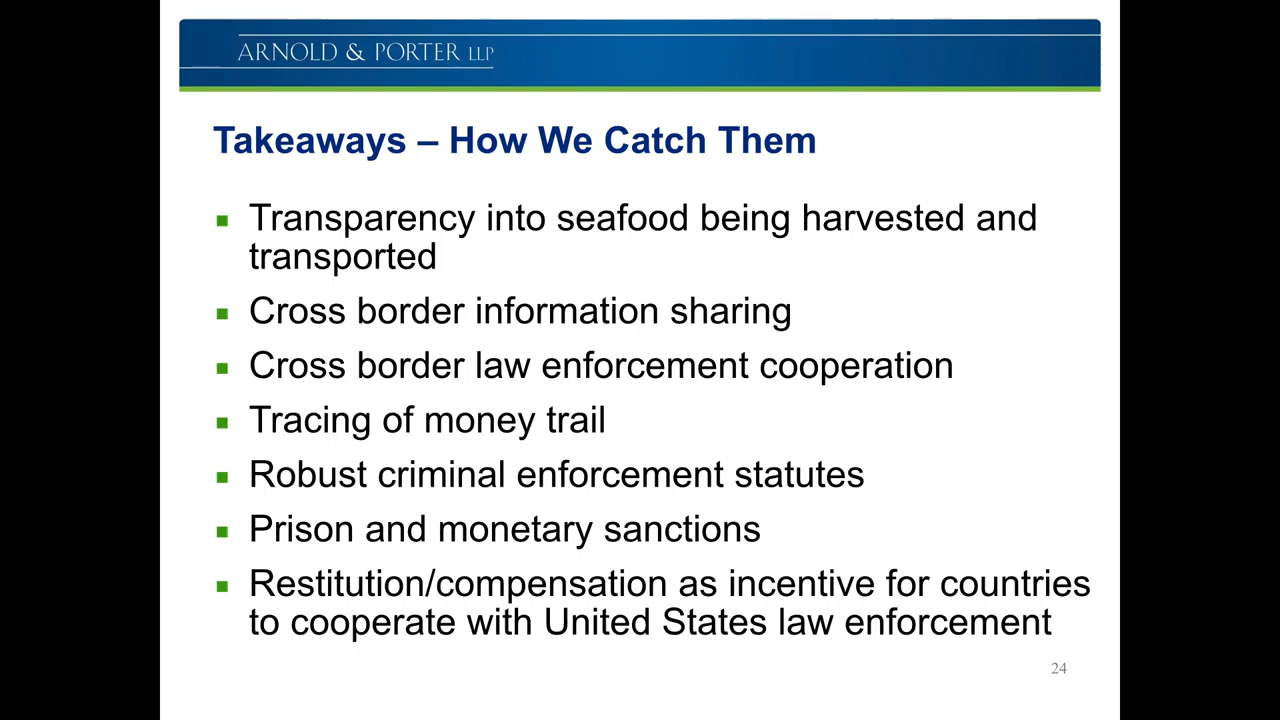 ARNOLD & PORTER LLP
Takeaways – How We Catch Them
Transparency into seafood being harvested and
transported
Cross border information sharing
Cross border law enforcement cooperation
Tracing of money trail
Robust criminal enforcement statutes
Prison and monetary sanctions
Restitution/compensation as incentive for countries
to cooperate with United States law enforcement
24